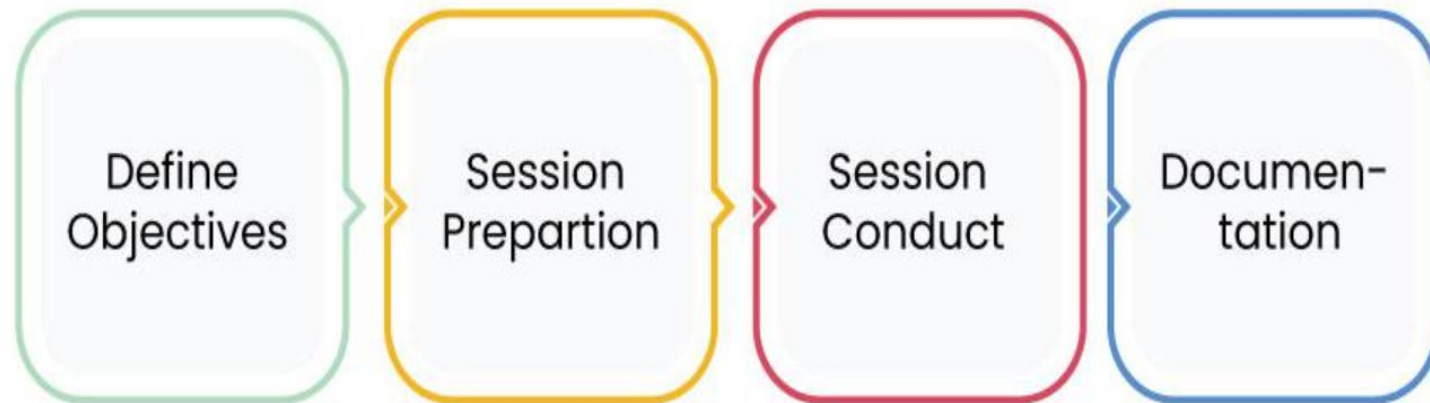 Define
Objectives
Session
Prepartion
Session
Conduct
Documen-
tation